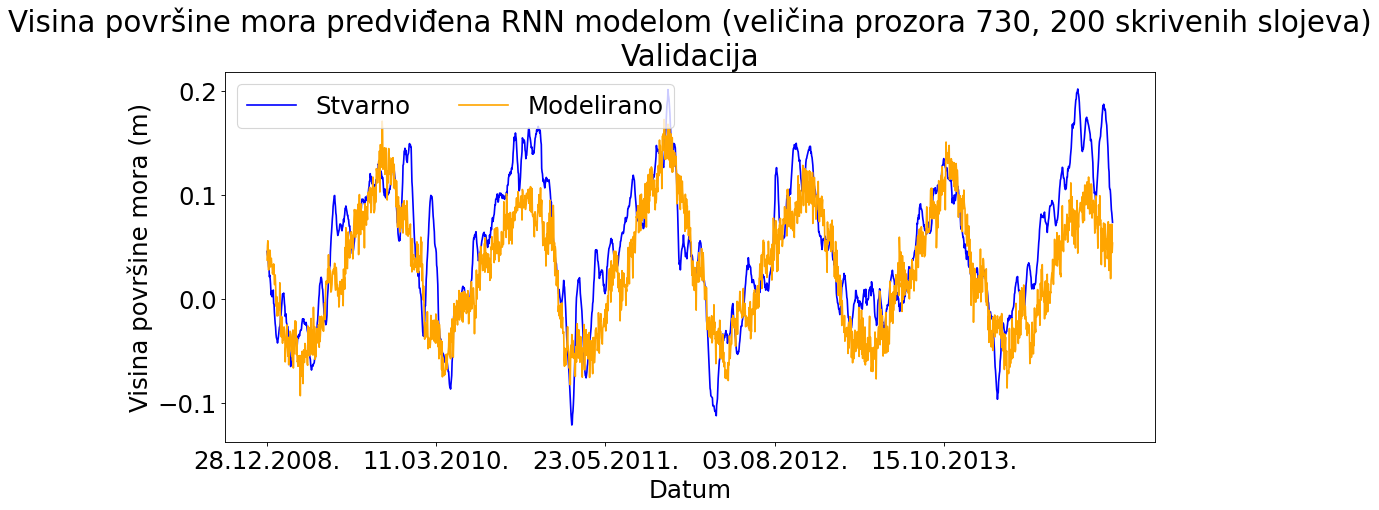 Visina površine mora predviđena RNN modelom (veličina prozora 730, 200 skrivenih slojeva)
Validacija
Stvarno Modelirano
Visina površine mora (m)
0.2
0.1
0.0
−0.1
28.12.2008. 11.03.2010. 23.05.2011. 03.08.2012. 15.10.2013.
Datum